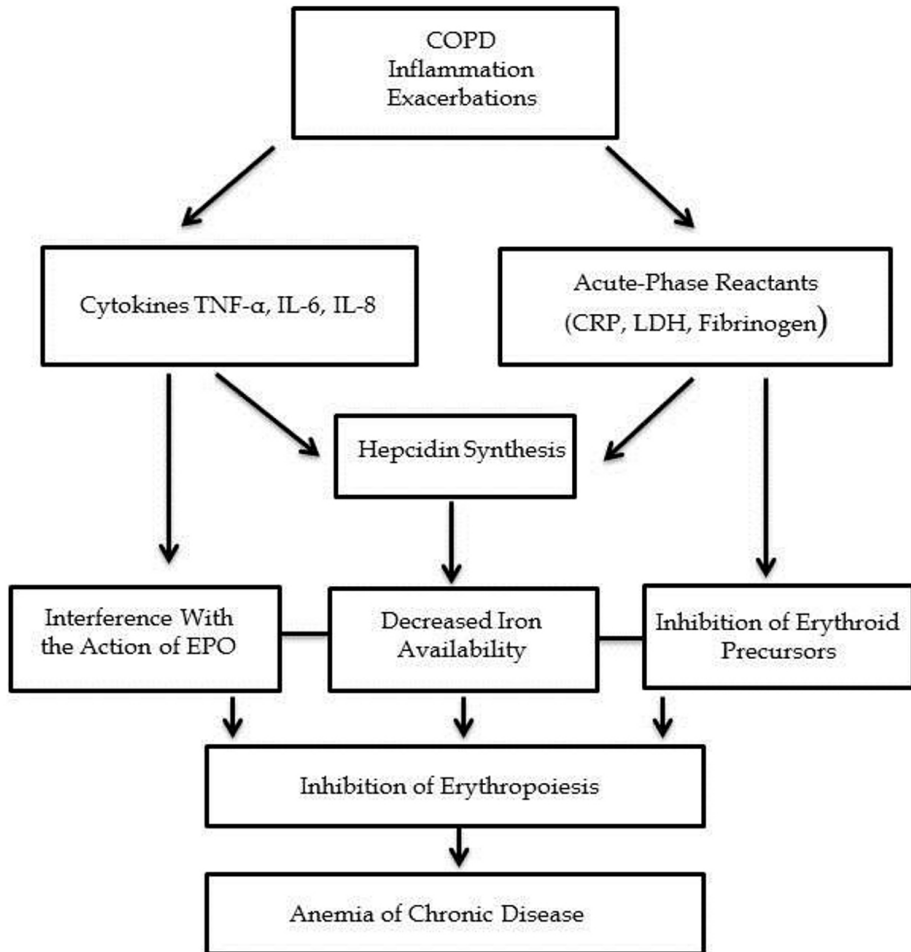 COPD
Inflammation
Exacerbations
Cytokines TNF-α, IL-6, IL-8
Acute-Phase Reactants
(CRP, LDH, Fibrinogen)
Hepcidin Synthesis
Interference With
the Action of EPO
Decreased Iron
Availability
Inhibition of Erythroid
Precursors
Inhibition of Erythropoiesis
Anemia of Chronic Disease